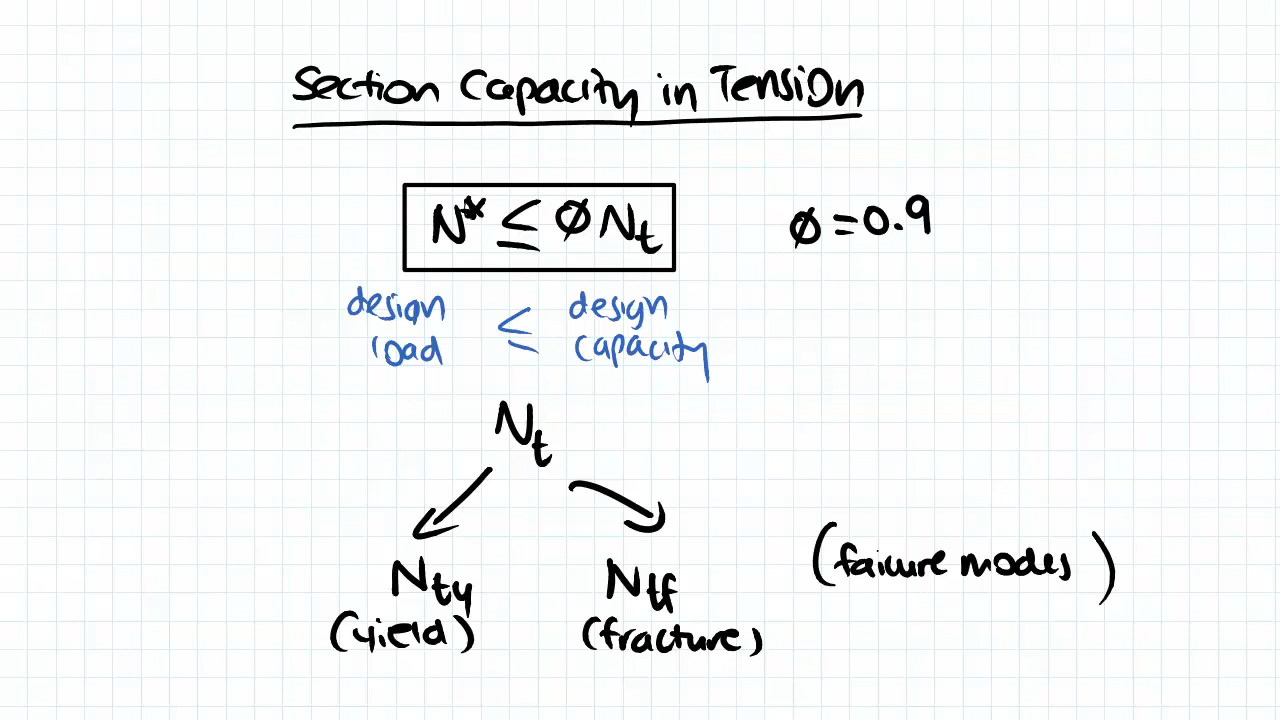 Section Capacity in Tension
N* ≤ ØNt
Ø = 0.9
design load ≤ design capacity
Nt
Nty
Ntf
(yield)
(fracture)
(failure modes)